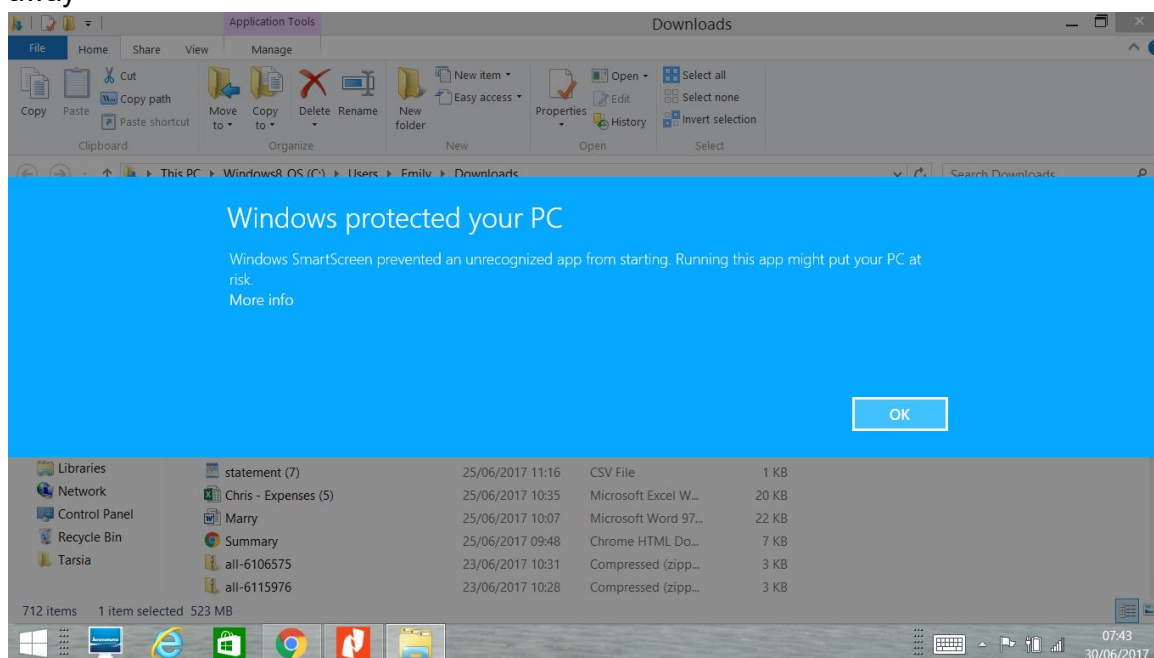 away
Application Tools
Downloads
File Home Share View Manage
Copy
Paste
Cut
Copy path
Paste shortcut
Clipboard
Move to
Copy to
Delete
Rename
Organize
New folder
New item
Easy access
New
Properties
Open
Edit
History
Open
Select all
Select none
Invert selection
Select
This PC Windows8_OS (C:) Users Emily Downloads
Search Downloads
Windows protected your PC
Windows SmartScreen prevented an unrecognized app from starting. Running this app might put your PC at
risk.
More info
OK
Libraries
Network
Control Panel
Recycle Bin
Tarsia
statement (7) 25/06/2017 11:16 CSV File 1 KB
Chris - Expenses (5) 25/06/2017 10:35 Microsoft Excel W... 20 KB
Marry 25/06/2017 10:07 Microsoft Word 97... 22 KB
Summary 25/06/2017 09:48 Chrome HTML Do... 7 KB
all-6106575 23/06/2017 10:31 Compressed (zipp... 3 KB
all-6115976 23/06/2017 10:28 Compressed (zipp... 3 KB
712 items 1 item selected 523 MB
07:43
30/06/2017